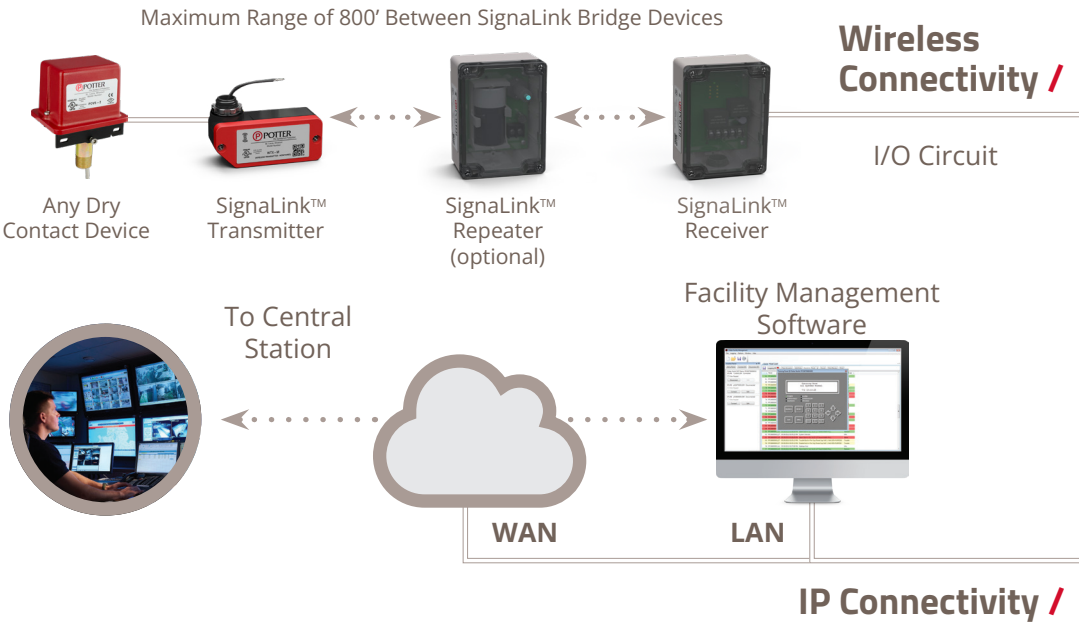 Maximum Range of 800’ Between SignaLink Bridge Devices
Wireless
Connectivity /
POTTER
POTTER
I/O Circuit
Any Dry
Contact Device
SignaLink™
Transmitter
SignaLink™
Repeater
(optional)
SignaLink™
Receiver
To Central
Station
Facility Management
Software
WAN
LAN
IP Connectivity /